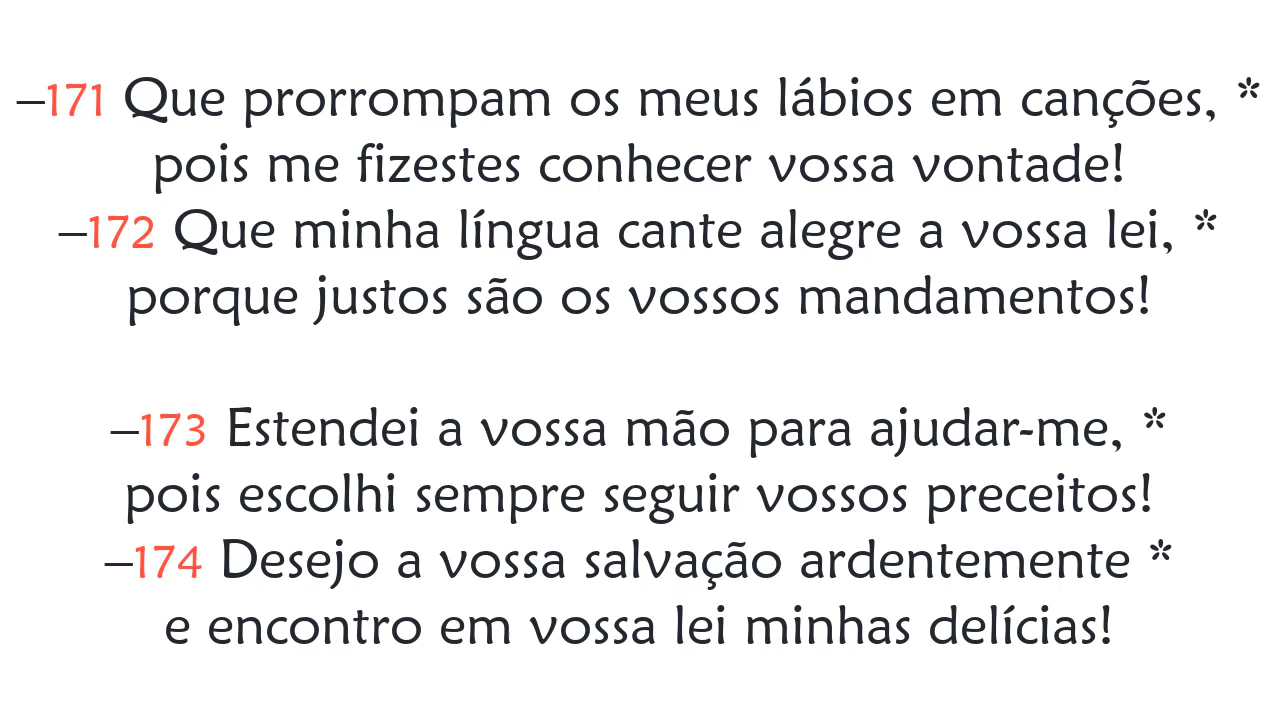 –171 Que prorrompam os meus lábios em canções, *
pois me fizestes conhecer vossa vontade!
–172 Que minha língua cante alegre a vossa lei, *
porque justos são os vossos mandamentos!
–173 Estendei a vossa mão para ajudar-me, *
pois escolhi sempre seguir vossos preceitos!
–174 Desejo a vossa salvação ardentemente *
e encontro em vossa lei minhas delícias!